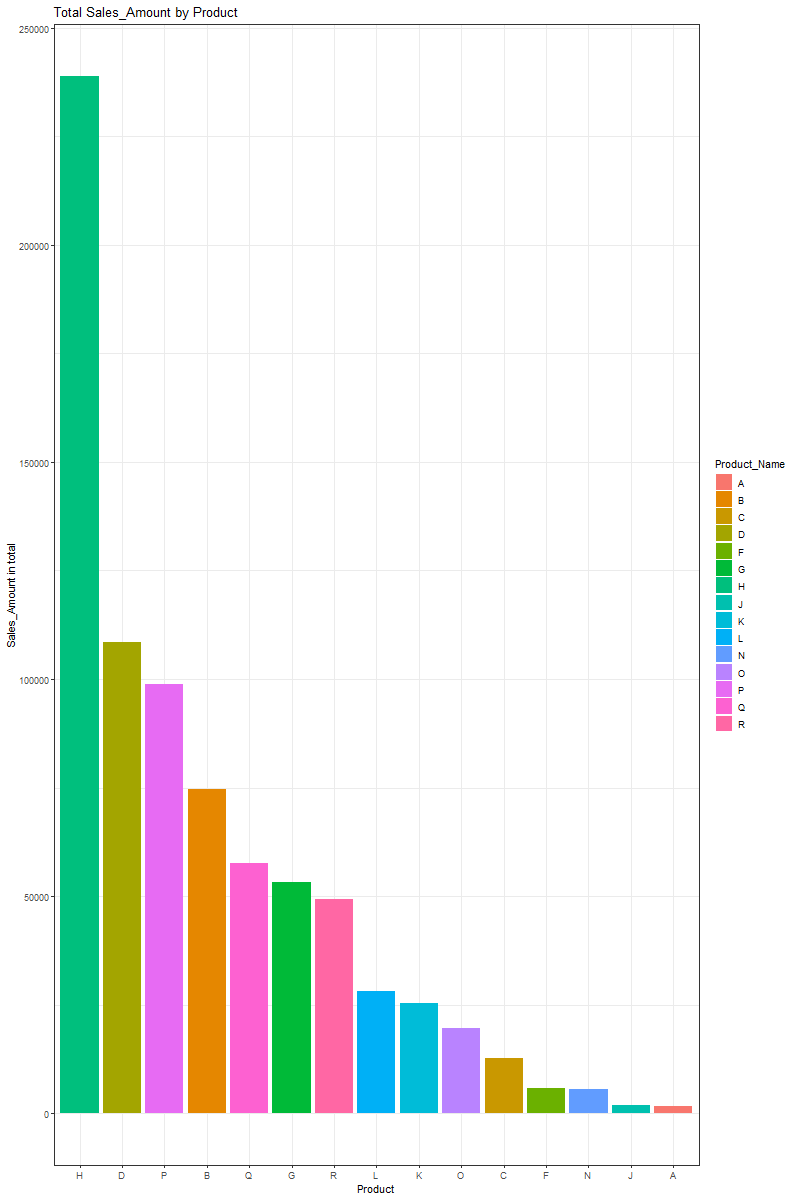 Total Sales_Amount by Product
Sales_Amount in total
250000
200000
150000
100000
50000
0
H D P B Q G R L K O C F N J A
Product
Product_Name
A
B
C
D
F
G
H
J
K
L
N
O
P
Q
R